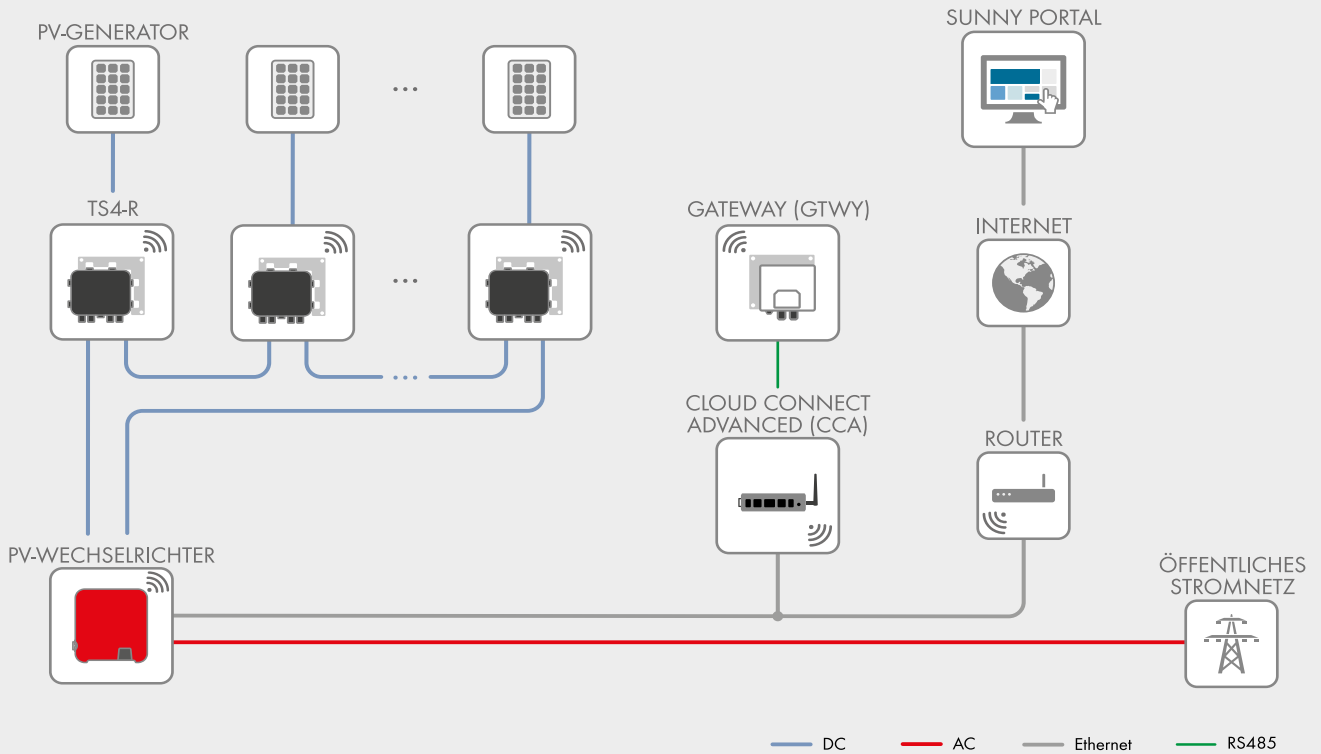 PV-GENERATOR
SUNNY PORTAL
...
TS4-R
GATEWAY (GTWY)
INTERNET
...
...
CLOUD CONNECT
ADVANCED (CCA)
ROUTER
PV-WECHSELRICHTER
ÖFFENTLICHES
STROMNETZ
DC
AC
Ethernet
RS485